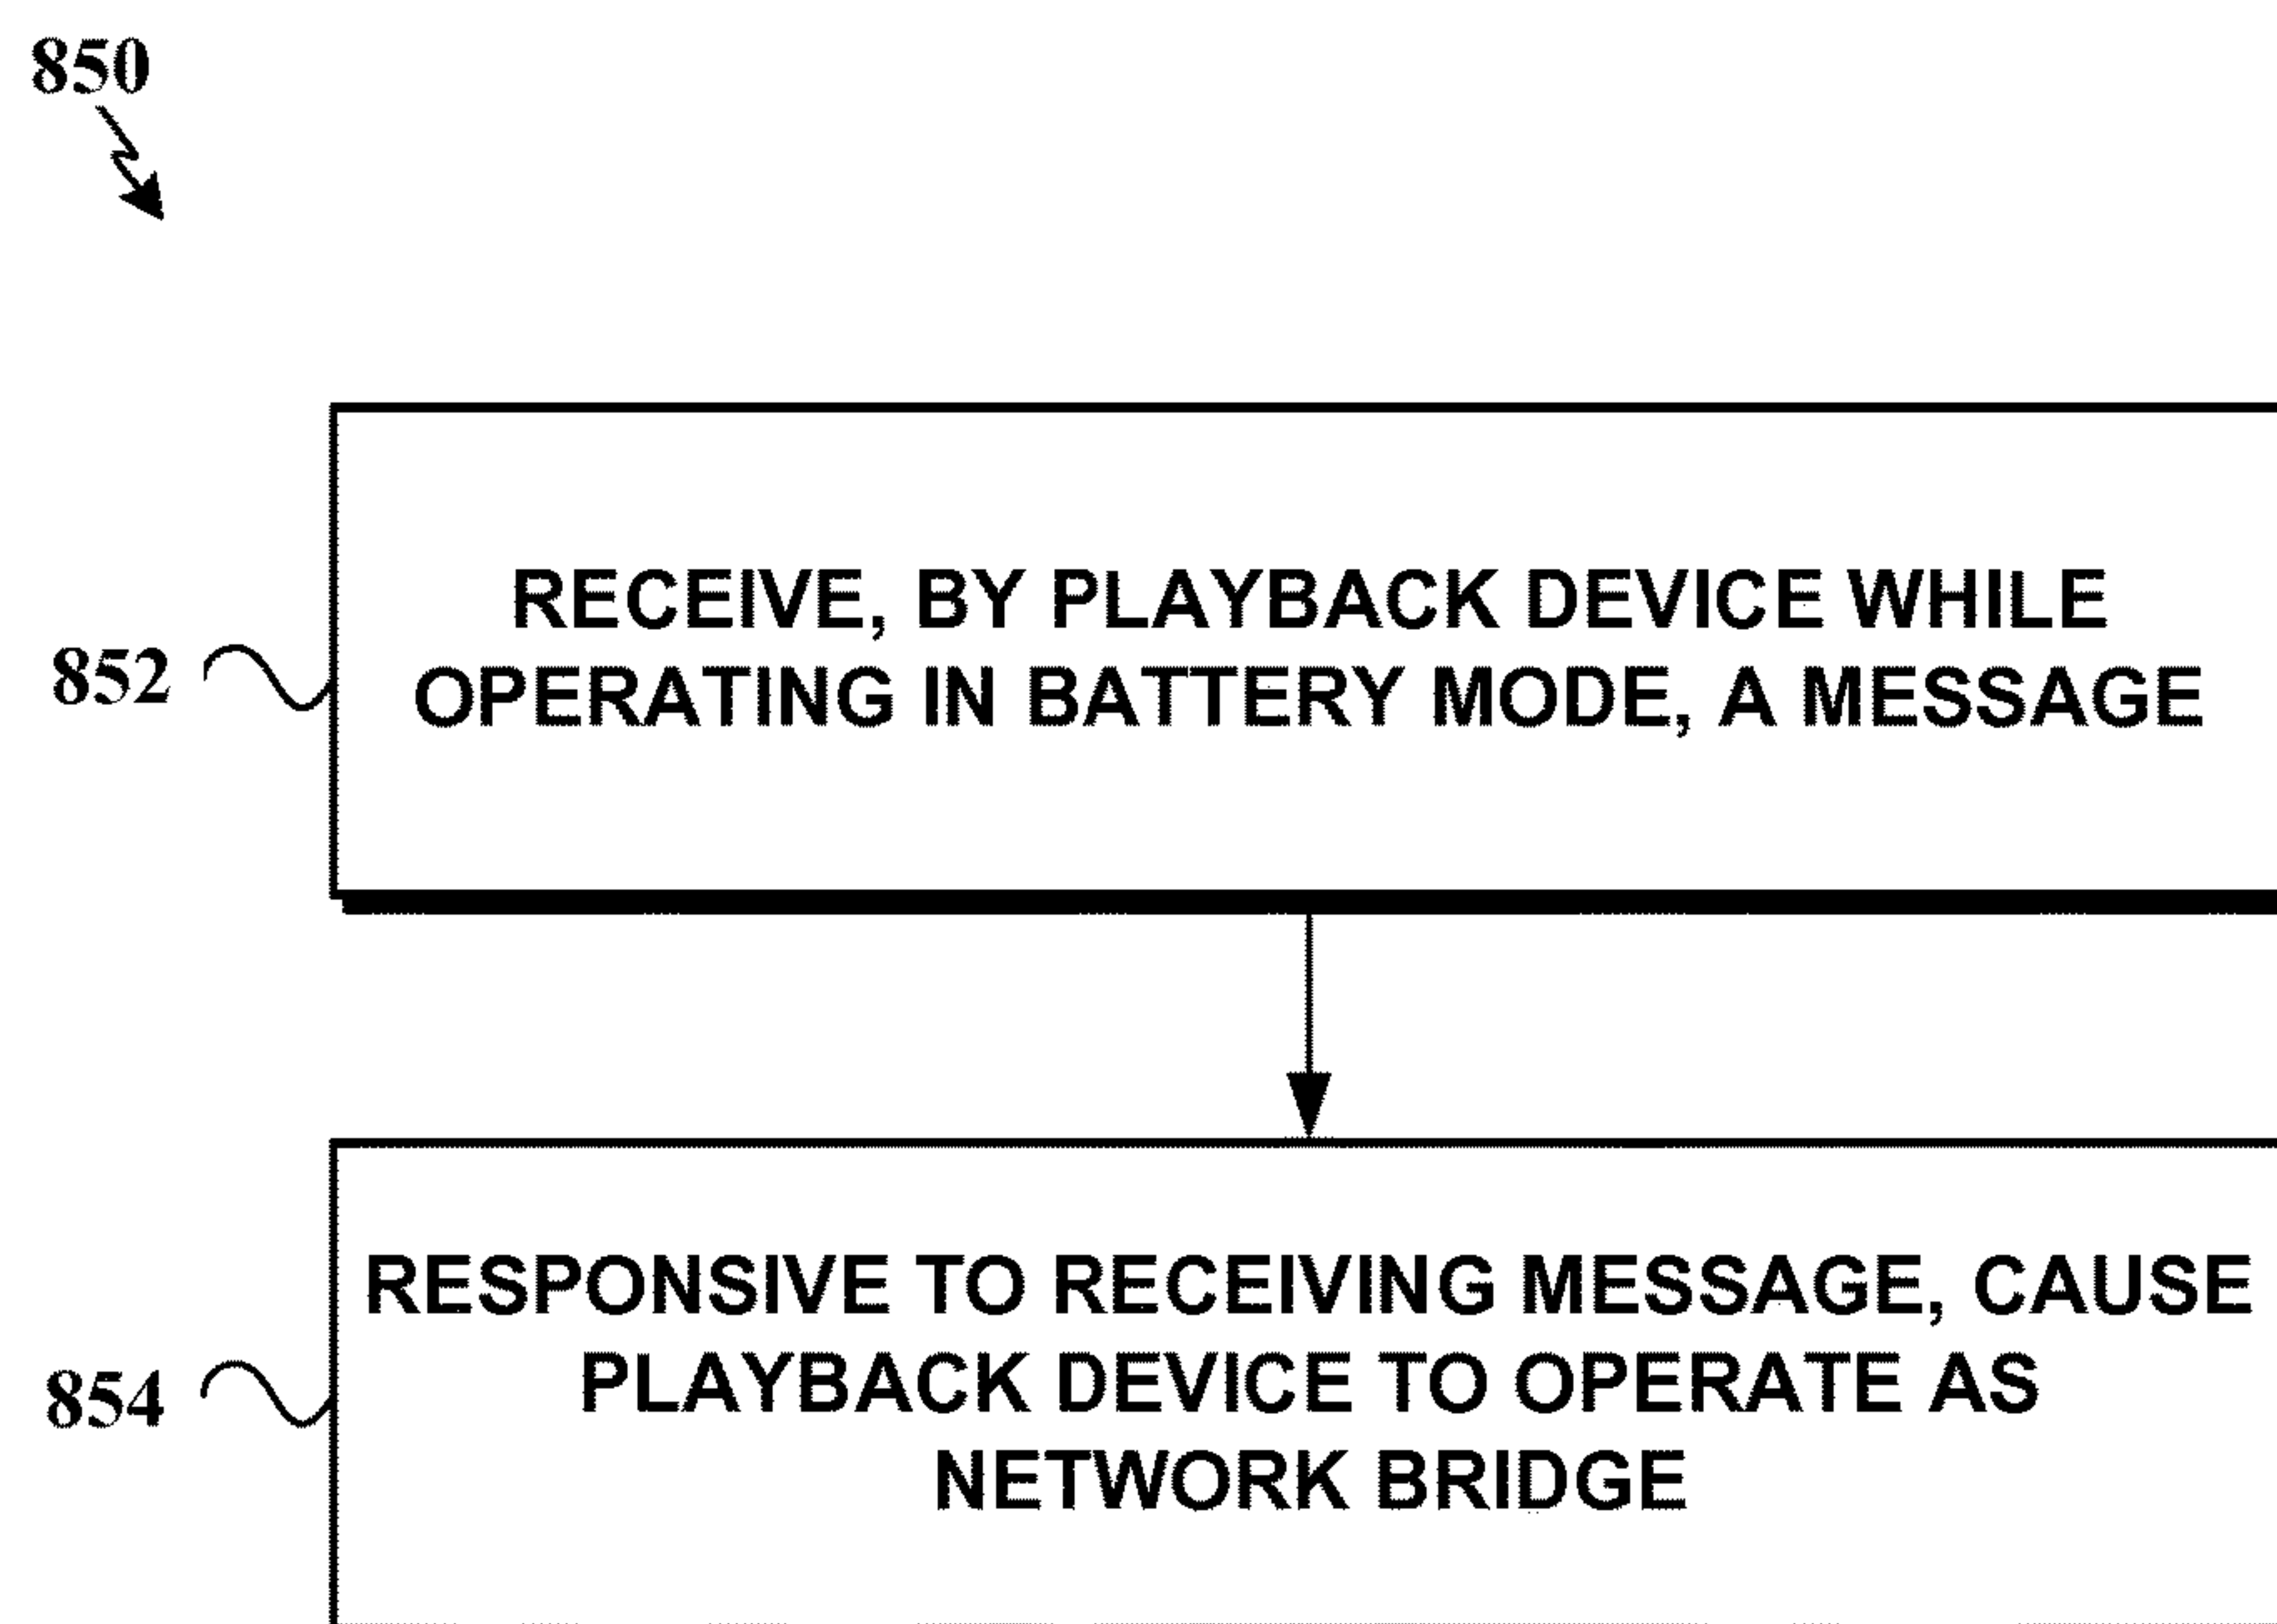 850
852
RECEIVE, BY PLAYBACK DEVICE WHILE
OPERATING IN BATTERY MODE, A MESSAGE
854
RESPONSIVE TO RECEIVING MESSAGE, CAUSE
PLAYBACK DEVICE TO OPERATE AS
NETWORK BRIDGE